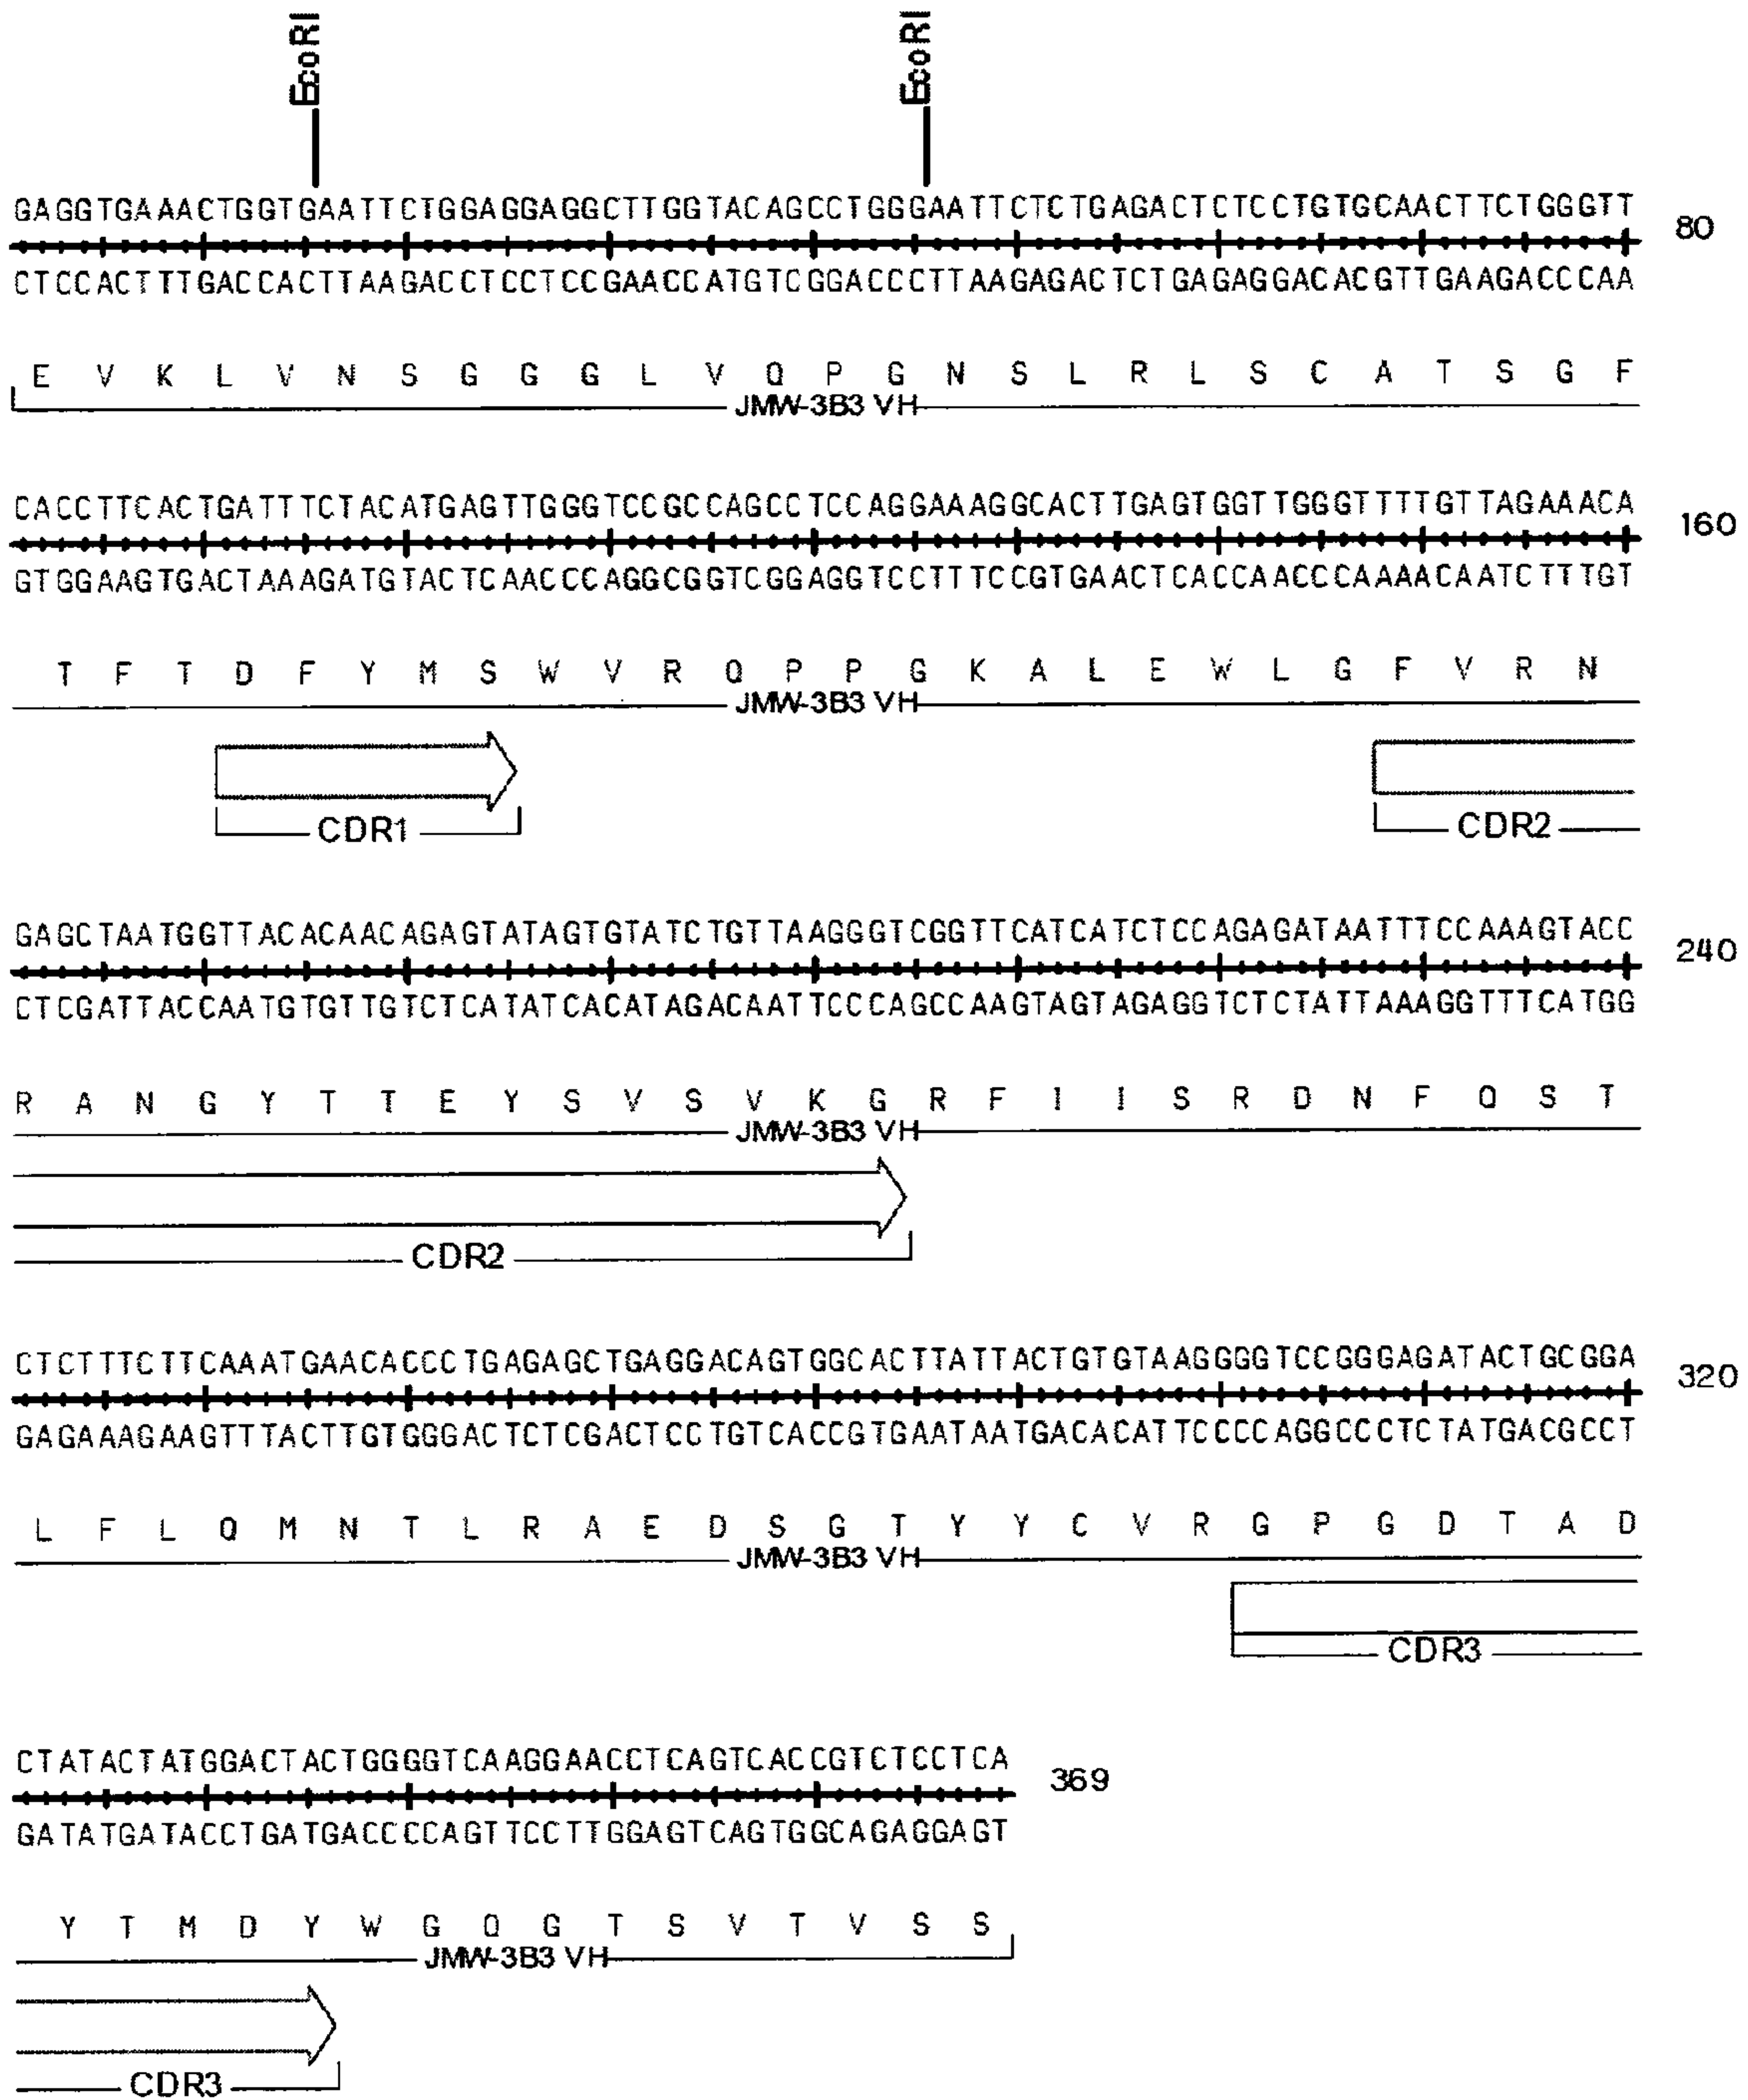 EcoRI EcoRI
GAGGTGAAACTGGTGAATTCTGGAGGAGGCTTGGTACAGCCTGGGAATTCTCTGAGACTCTCCTGTGCAACTTCTGGGTT
80
CTCCACTTTGACCACTTAAGACCTCCTCCGAACCATGTCGGACCCTTAAGAGACTCTGAGAGGACACGTTGAAGACCCAA
E V K L V N S G G G L V Q P G N S L R L S C A T S G F
JMW-3B3 VH
CACCTTCACTGATTTCTACATGAGTTGGGTCCGCCAGCCTCCAGGAAAGGCACTTGAGTGGTTGGGTTTTGTTAGAAACA
160
GTGGAAGTGACTAAAGATGTACTCAACCCAGGCGGTCGGAGGTCCTTTCCGTGAACTCACCAACCCAAAACAATCTTTGT
T F T D F Y M S W V R Q P P G K A L E W L G F V R N
JMW-3B3 VH
CDR1 CDR2
GAGCTAATGGTTACACAACAGAGTATAGTGTATCTGTTAAGGGTCGGTTCATCATCTCCAGAGATAATTTCCAAAGTACC
240
CTCGATTACCAATGTGTTGTCTCATATCACATAGACAATTCCCAGCCAAGTAGTAGAGGTCTCTATTAAAGGTTTCATGG
R A N G Y T T E Y S V S V K G R F I I S R D N F Q S T
JMW-3B3 VH
CDR2
CTCTTTCTTCAAATGAACACCCTGAGAGCTGAGGACAGTGGCACTTATTACTGTGTAAGGGGTCCGGGAGATACTGCGGA
320
GAGAAAGAAGTTTACTTGTGGGACTCTCGACTCCTGTCACCGTGAATAATGACACATTCCCCAGGCCCTCTATGACGCCT
L F L Q M N T L R A E D S G T Y Y C V R G P G D T A D
JMW-3B3 VH
CDR3
CTATACTATGGACTACTGGGGTCAAGGAACCTCAGTCACCGTCTCCTCA
369
GATATGATACCTGATGACCCCAGTTCCTTGGAGTCAGTGGCAGAGGAGT
Y T M D Y W G Q G T S V T V S S
JMW-3B3 VH
CDR3